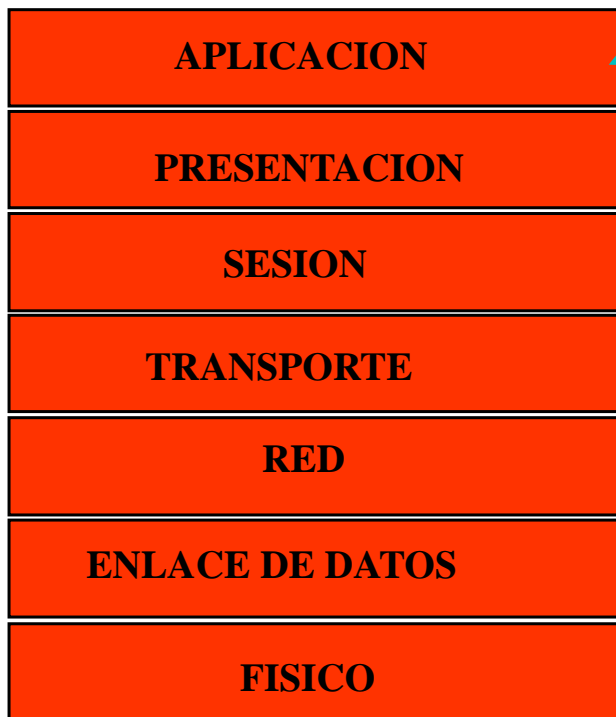 APLICACION
PRESENTACION
SESION
TRANSPORTE
RED
ENLACE DE DATOS
FISICO